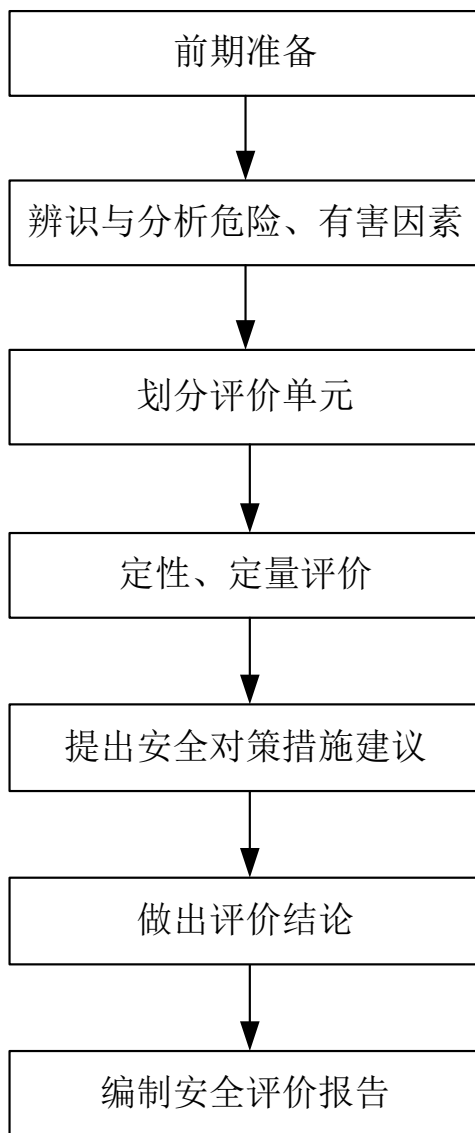 前期准备
辨识与分析危险、有害因素
划分评价单元
定性、定量评价
提出安全对策措施建议
做出评价结论
编制安全评价报告